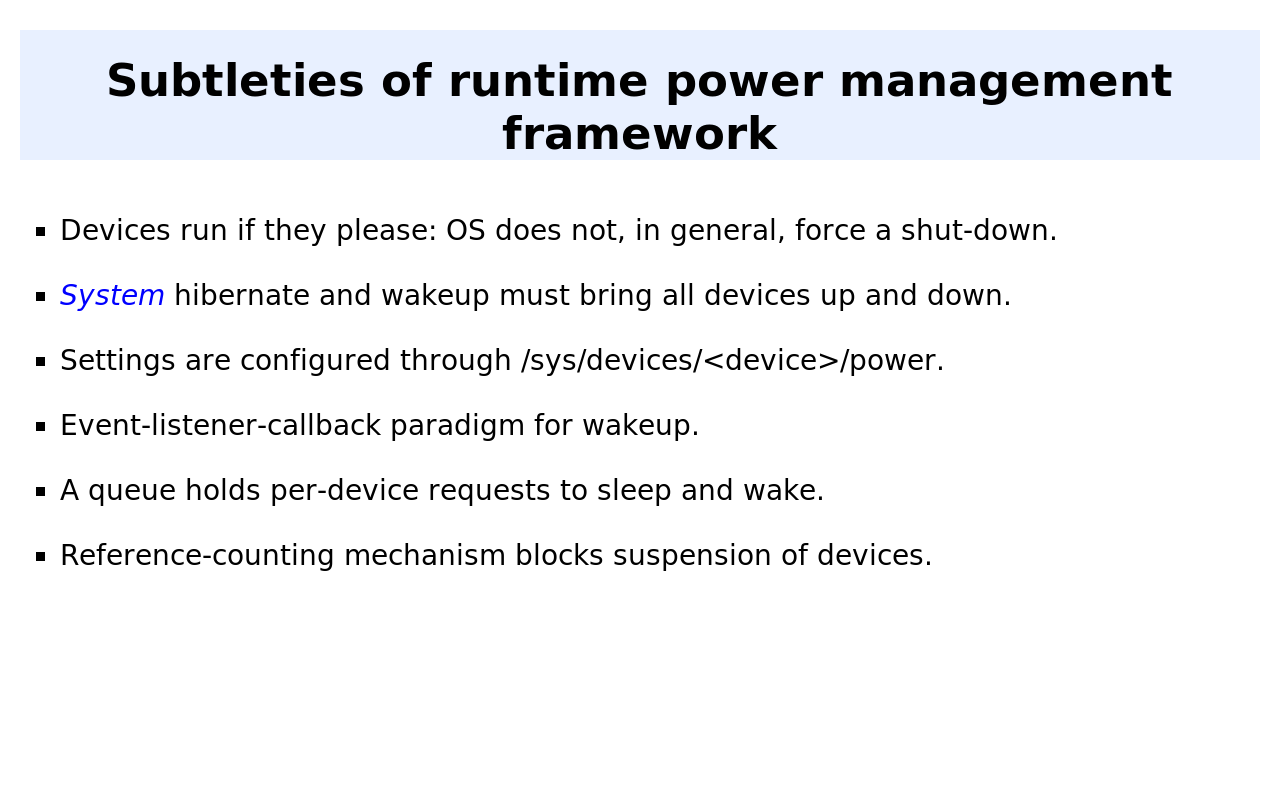 Subtleties of runtime power management
framework
Devices run if they please: OS does not, in general, force a shut-down.
System hibernate and wakeup must bring all devices up and down.
Settings are configured through /sys/devices/<device>/power.
Event-listener-callback paradigm for wakeup.
A queue holds per-device requests to sleep and wake.
Reference-counting mechanism blocks suspension of devices.